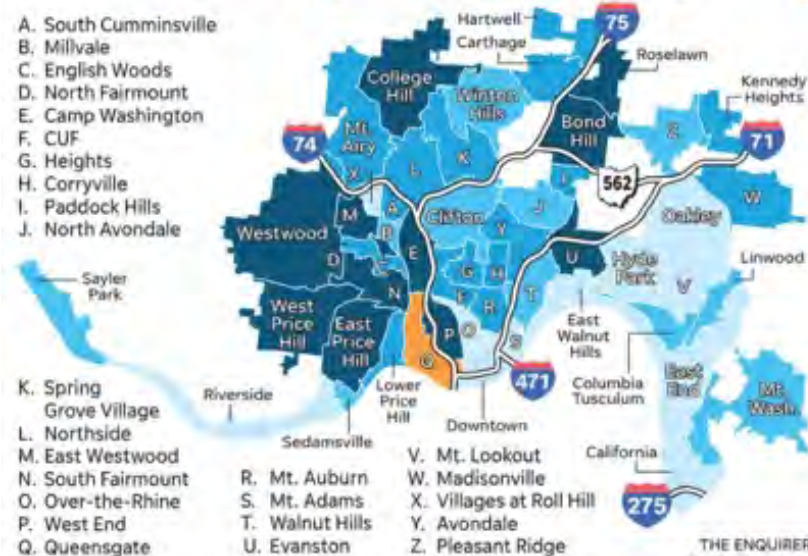 A. South Cumminsville
B. Millvale
C. English Woods
D. North Fairmount
E. Camp Washington
F. CUF
G. Heights
H. Corryville
I. Paddock Hills
J. North Avondale
Hartwell
Carthage
75
Roselawn
College
Hill
Winton
Hills
Kennedy
Heights
Bond
Hill
Z
71
74
Mt.
Airy
X
L
K
I
562
W
A
Clifton
J
Oakley
M
B
Y
Westwood
D
C
E
G
H
U
Hyde
Park
Linwood
V
Sayler
Park
N
F
R
T
West
Price
Hill
East
Price
Hill
Q
P
O
S
East
Walnut
Hills
East
End
Mt.
Wash.
471
Columbia
Tusculum
Riverside
Lower
Price
Hill
Downtown
Sedamsville
California
275
K. Spring
Grove Village
L. Northside
M. East Westwood
N. South Fairmount
O. Over-the-Rhine
P. West End
Q. Queensgate
R. Mt. Auburn
S. Mt. Adams
T. Walnut Hills
U. Evanston
V. Mt. Lookout
W. Madisonville
X. Villages at Roll Hill
Y. Avondale
Z. Pleasant Ridge
THE ENQUIRER